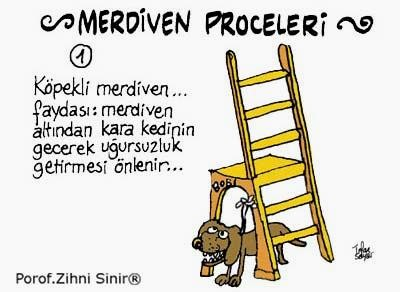 MERDİVEN PROCELERİ
1
Köpekli merdiven...
faydası: merdiven
altından kara kedinin
geçerek uğursuzluk
getirmesi önlenir...
BOBİ
Porof.Zihni Sinir®